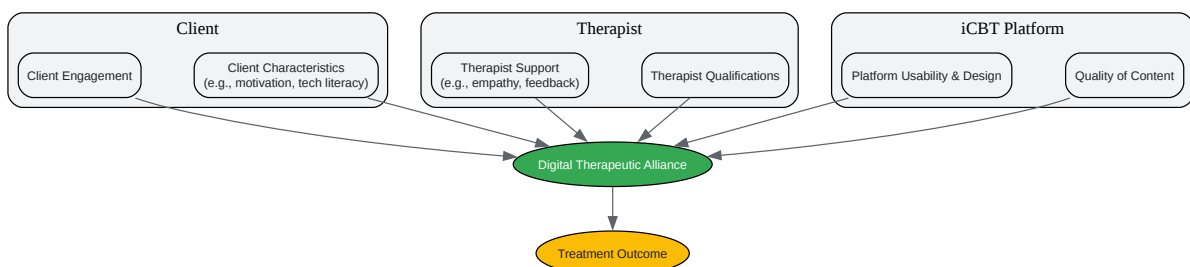 Client
Therapist
iCBT Platform
Client Engagement
Client Characteristics
(e.g., motivation, tech literacy)
Therapist Support
(e.g., empathy, feedback)
Therapist Qualifications
Platform Usability & Design
Quality of Content
Digital Therapeutic Alliance
Treatment Outcome